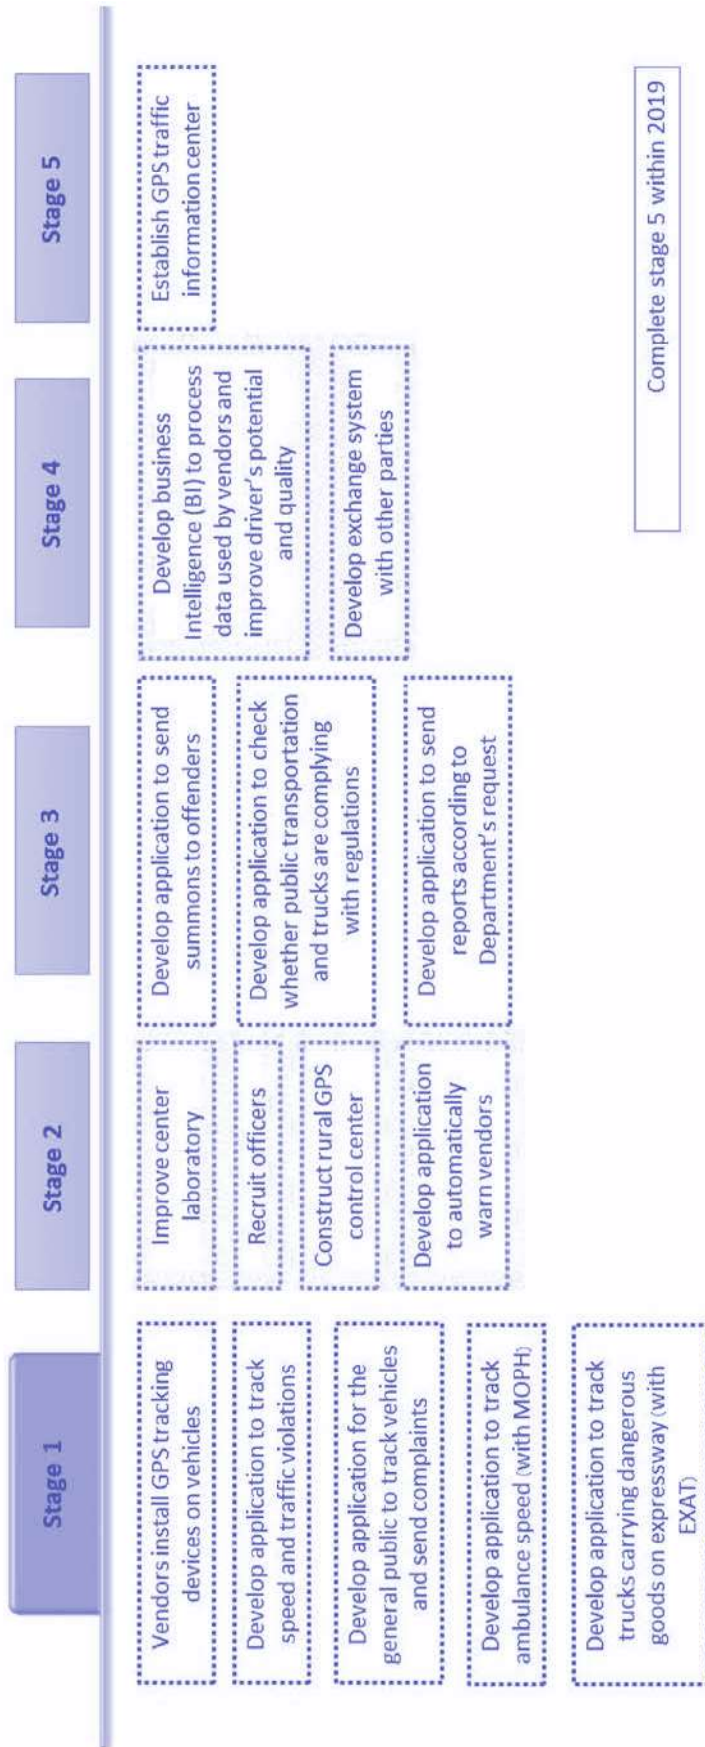 Stage 1
Vendors install GPS tracking
devices on vehicles
Develop application to track
speed and traffic violations
Develop application for the
general public to track vehicles
and send complaints
Develop application to track
ambulance speed (with MOPH)
Develop application to track
trucks carrying dangerous
goods on expressway (with
EXAT)
Stage 2
Improve center
laboratory
Recruit officers
Construct rural GPS
control center
Develop application
to automatically
warn vendors
Stage 3
Develop application to send
summons to offenders
Develop application to check
whether public transportation
and trucks are complying
with regulations
Develop application to send
reports according to
Department's request
Stage 4
Develop business
Intelligence (BI) to process
data used by vendors and
improve driver's potential
and quality
Develop exchange system
with other parties
Stage 5
Establish GPS traffic
information center
Complete stage 5 within 2019